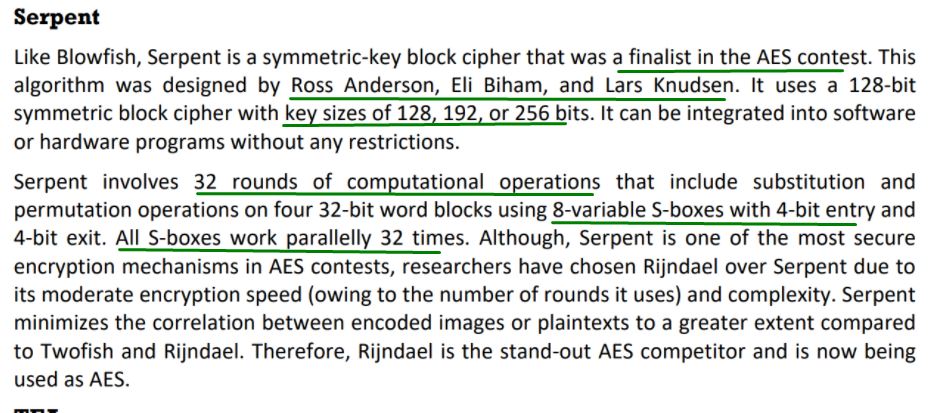 Serpent
Like Blowfish, Serpent is a symmetric-key block cipher that was a finalist in the AES contest. This
algorithm was designed by Ross Anderson, Eli Biham, and Lars Knudsen. It uses a 128-bit
symmetric block cipher with key sizes of 128, 192, or 256 bits. It can be integrated into software
or hardware programs without any restrictions.
Serpent involves 32 rounds of computational operations that include substitution and
permutation operations on four 32-bit word blocks using 8-variable S-boxes with 4-bit entry and
4-bit exit. All S-boxes work parallelly 32 times. Although, Serpent is one of the most secure
encryption mechanisms in AES contests, researchers have chosen Rijndael over Serpent due to
its moderate encryption speed (owing to the number of rounds it uses) and complexity. Serpent
minimizes the correlation between encoded images or plaintexts to a greater extent compared
to Twofish and Rijndael. Therefore, Rijndael is the stand-out AES competitor and is now being
used as AES.